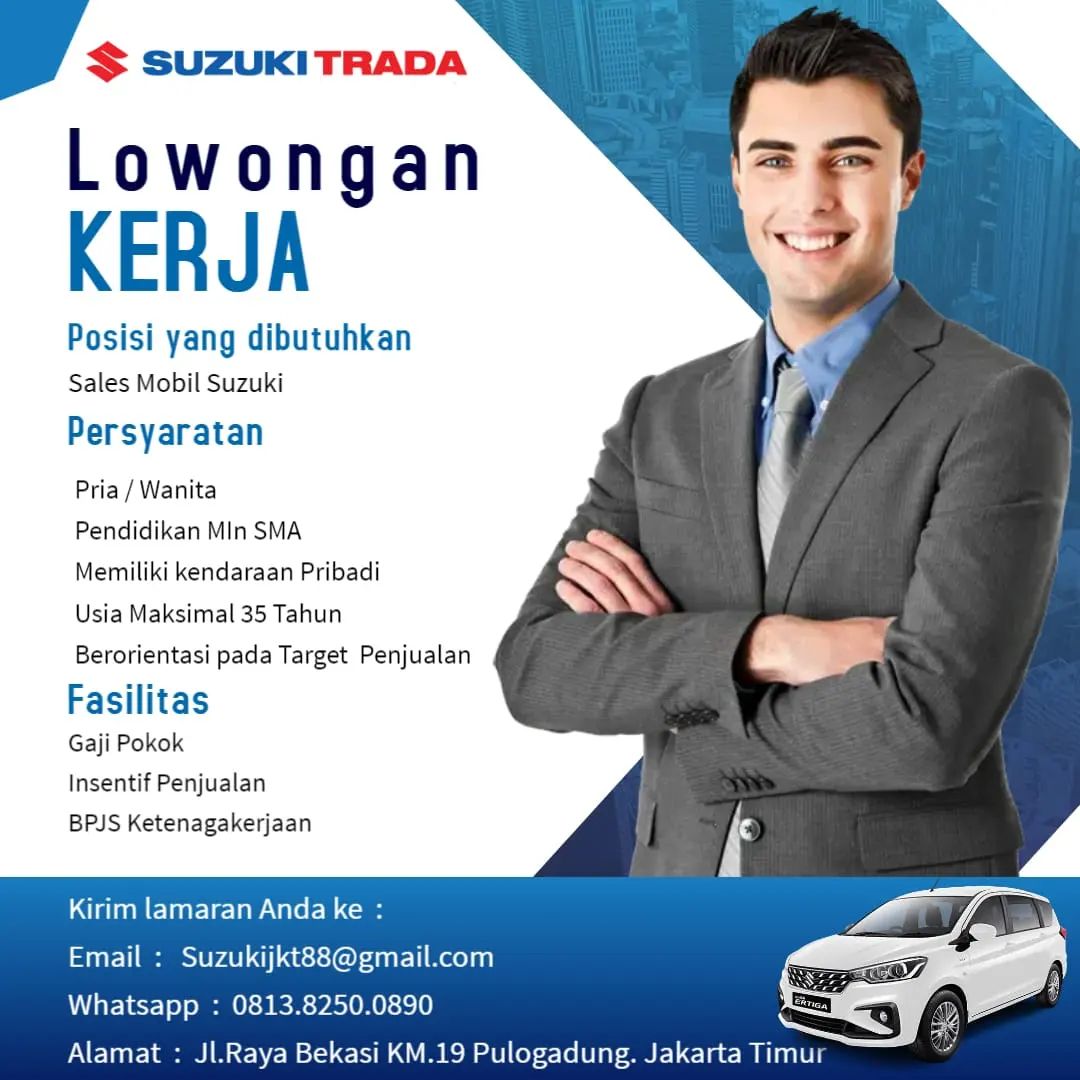 SUZUKI TRADA
Lowongan
KERJA
Posisi yang dibutuhkan
Sales Mobil Suzuki
Persyaratan
Pria / Wanita
Pendidikan MIn SMA
Memiliki kendaraan Pribadi
Usia Maksimal 35 Tahun
Berorientasi pada Target Penjualan
Fasilitas
Gaji Pokok
Insentif Penjualan
BPJS Ketenagakerjaan
Kirim lamaran Anda ke :
Email : Suzukijkt88@gmail.com
Whatsapp : 0813.8250.0890
Alamat : Jl.Raya Bekasi KM.19 Pulogadung. Jakarta Timur
ERTIGA